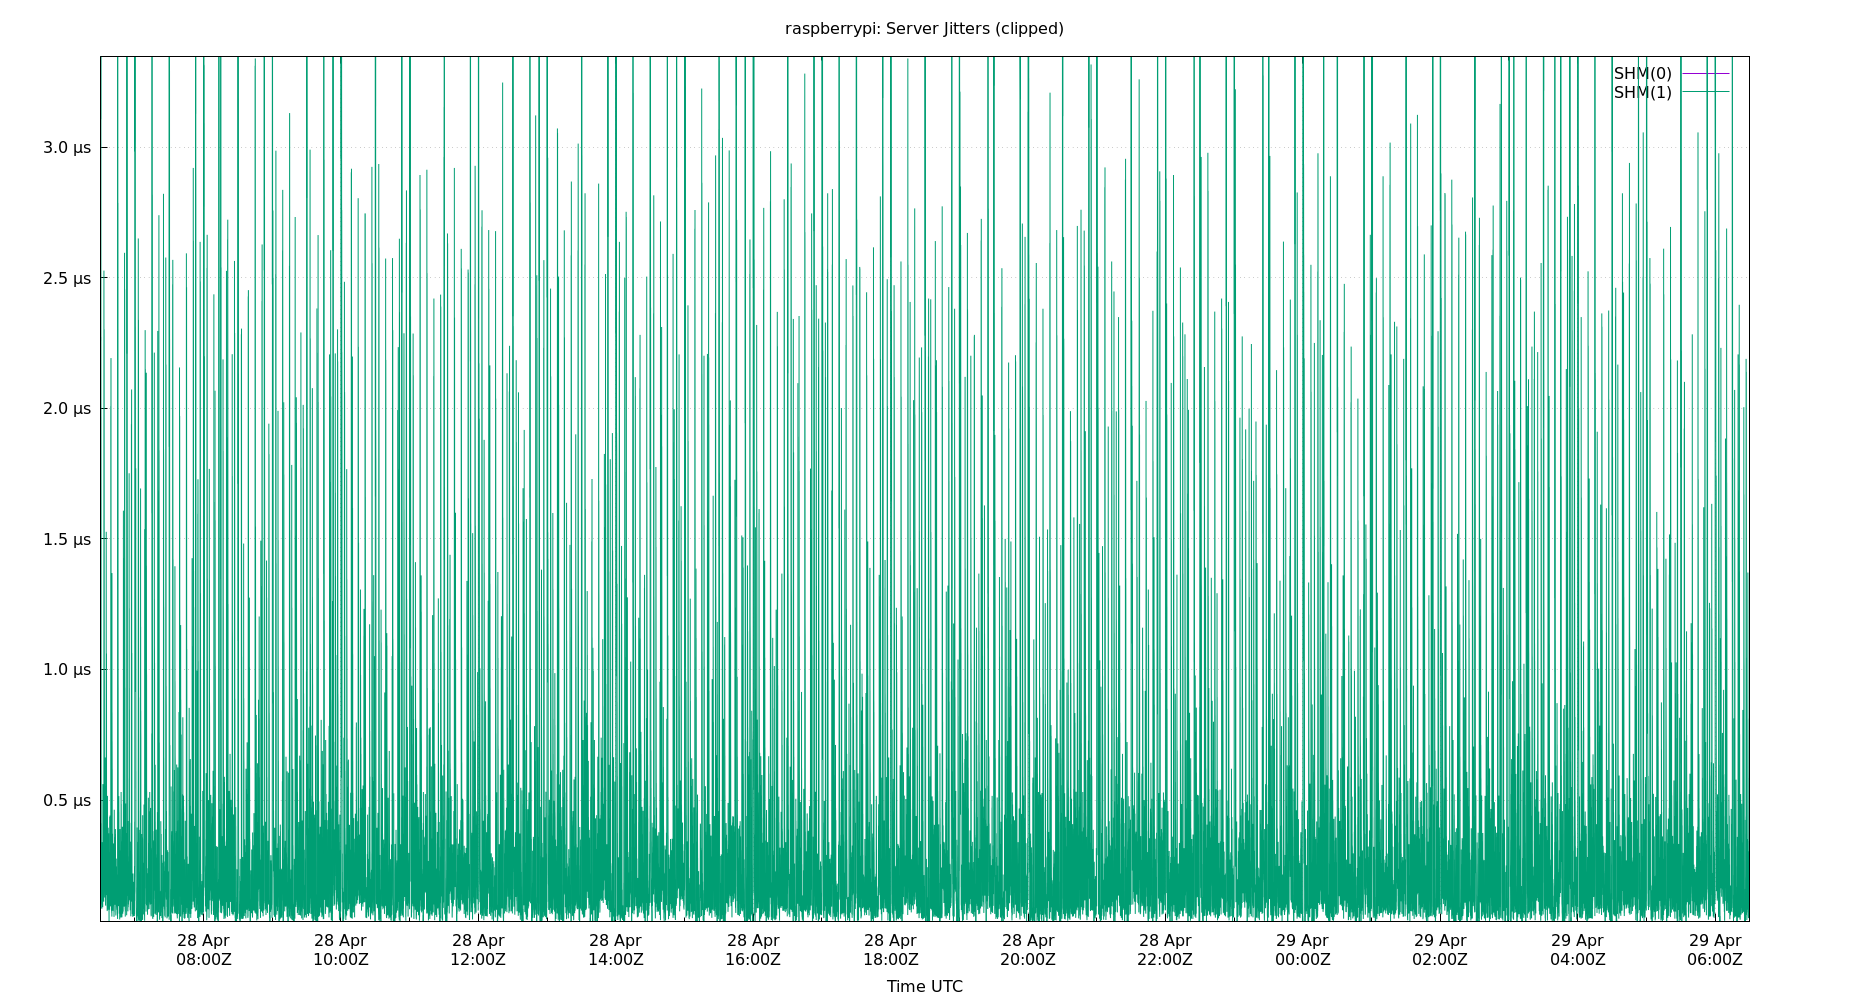 raspberrypi: Server Jitters (clipped)
SHM(0)
SHM(1)
3.0 µs
2.5 µs
2.0 µs
1.5 µs
1.0 µs
0.5 µs
28 Apr 28 Apr 28 Apr 28 Apr 28 Apr 28 Apr 28 Apr 28 Apr 29 Apr 29 Apr 29 Apr 29 Apr
08:00Z 10:00Z 12:00Z 14:00Z 16:00Z 18:00Z 20:00Z 22:00Z 00:00Z 02:00Z 04:00Z 06:00Z
Time UTC